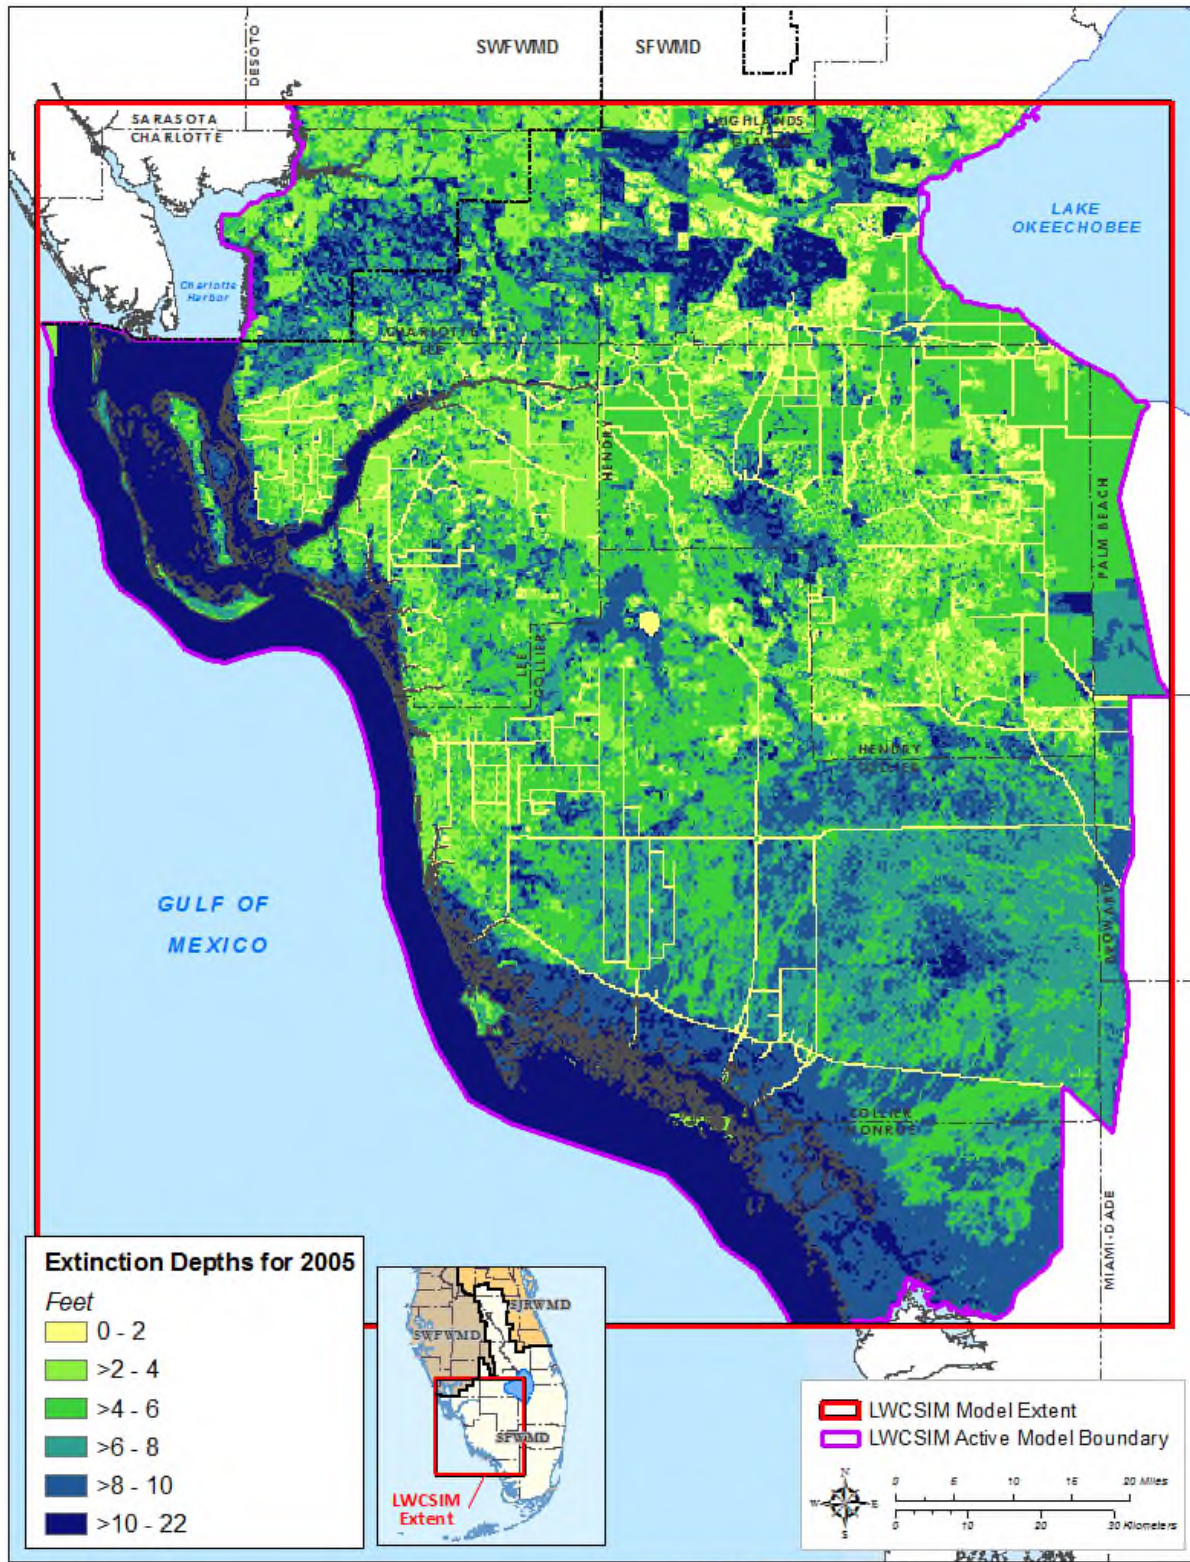 DESOTO
SWFWMD
SFWMD
SARASOTA
CHARLOTTE
HIGHLANDS
GLADES
LAKE
OKEECHOBEE
Charlotte
Harbor
CHARLOTTE
LEE
HENDRY
PALM BEACH
LEE
COLLIER
HENDRY
COLLIER
GULF OF
MEXICO
BROWARD
COLLIER
MONROE
MIAMI-DADE
Extinction Depths for 2005
Feet
0 - 2
>2 - 4
>4 - 6
>6 - 8
>8 - 10
>10 - 22
SJRWMD
SWFWMD
SFWMD
LWCSIM
Extent
LWCSIM Model Extent
LWCSIM Active Model Boundary
N
W
E
S
0 5 10 15 20 Miles
0 10 20 30 Kilometers